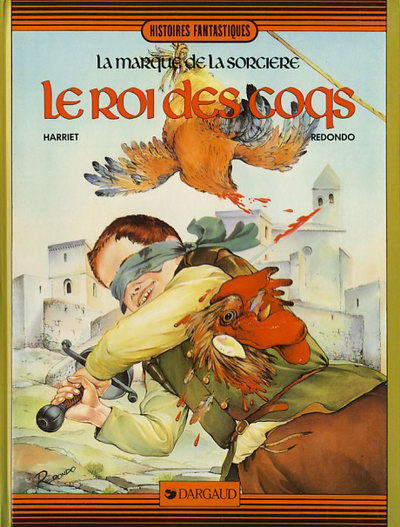 HISTOIRES FANTASTIQUES
LA MARQUE DE LA SORCIERE
LE ROI DES COQS
HARRIET REDONDO
REDONDO
DARGAUD